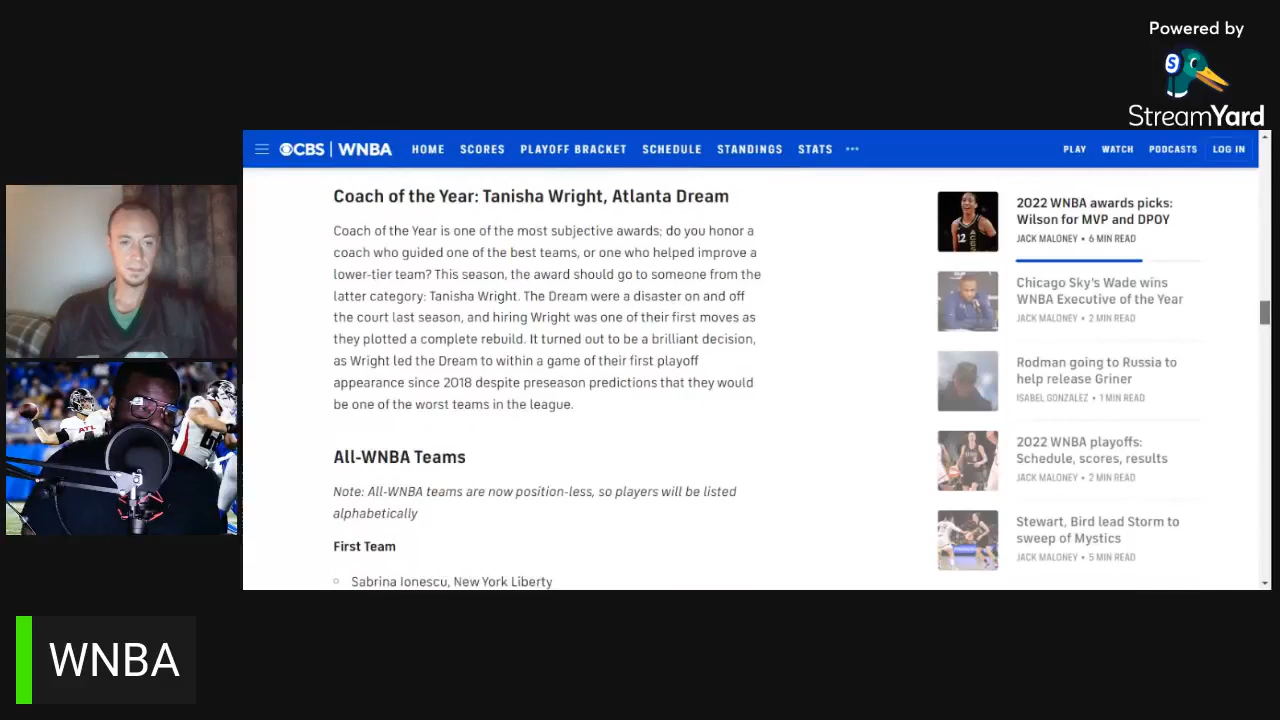 Powered by
S
StreamYard
CBS | WNBA HOME SCORES PLAYOFF BRACKET SCHEDULE STANDINGS STATS ••• PLAY WATCH PODCASTS LOG IN
Coach of the Year: Tanisha Wright, Atlanta Dream
Coach of the Year is one of the most subjective awards; do you honor a
coach who guided one of the best teams, or one who helped improve a
lower-tier team? This season, the award should go to someone from the
latter category: Tanisha Wright. The Dream were a disaster on and off
the court last season, and hiring Wright was one of their first moves as
they plotted a complete rebuild. It turned out to be a brilliant decision,
as Wright led the Dream to within a game of their first playoff
appearance since 2018 despite preseason predictions that they would
be one of the worst teams in the league.
All-WNBA Teams
Note: All-WNBA teams are now position-less, so players will be listed
alphabetically
First Team
Sabrina Ionescu, New York Liberty
2022 WNBA awards picks:
Wilson for MVP and DPOY
JACK MALONEY • 6 MIN READ
Chicago Sky's Wade wins
WNBA Executive of the Year
JACK MALONEY • 2 MIN READ
Rodman going to Russia to
help release Griner
ISABEL GONZALEZ • 1 MIN READ
2022 WNBA playoffs:
Schedule, scores, results
JACK MALONEY • 2 MIN READ
Stewart, Bird lead Storm to
sweep of Mystics
JACK MALONEY • 5 MIN READ
ATL
WNBA